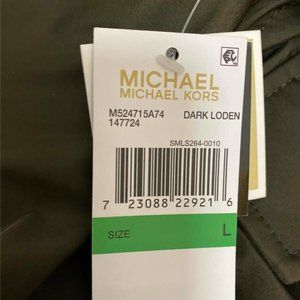 MICHAEL
MICHAEL KORS
M524715A74 DARK LODEN
147724
SMLS264-0010
7 23088 22921 6
SIZE L